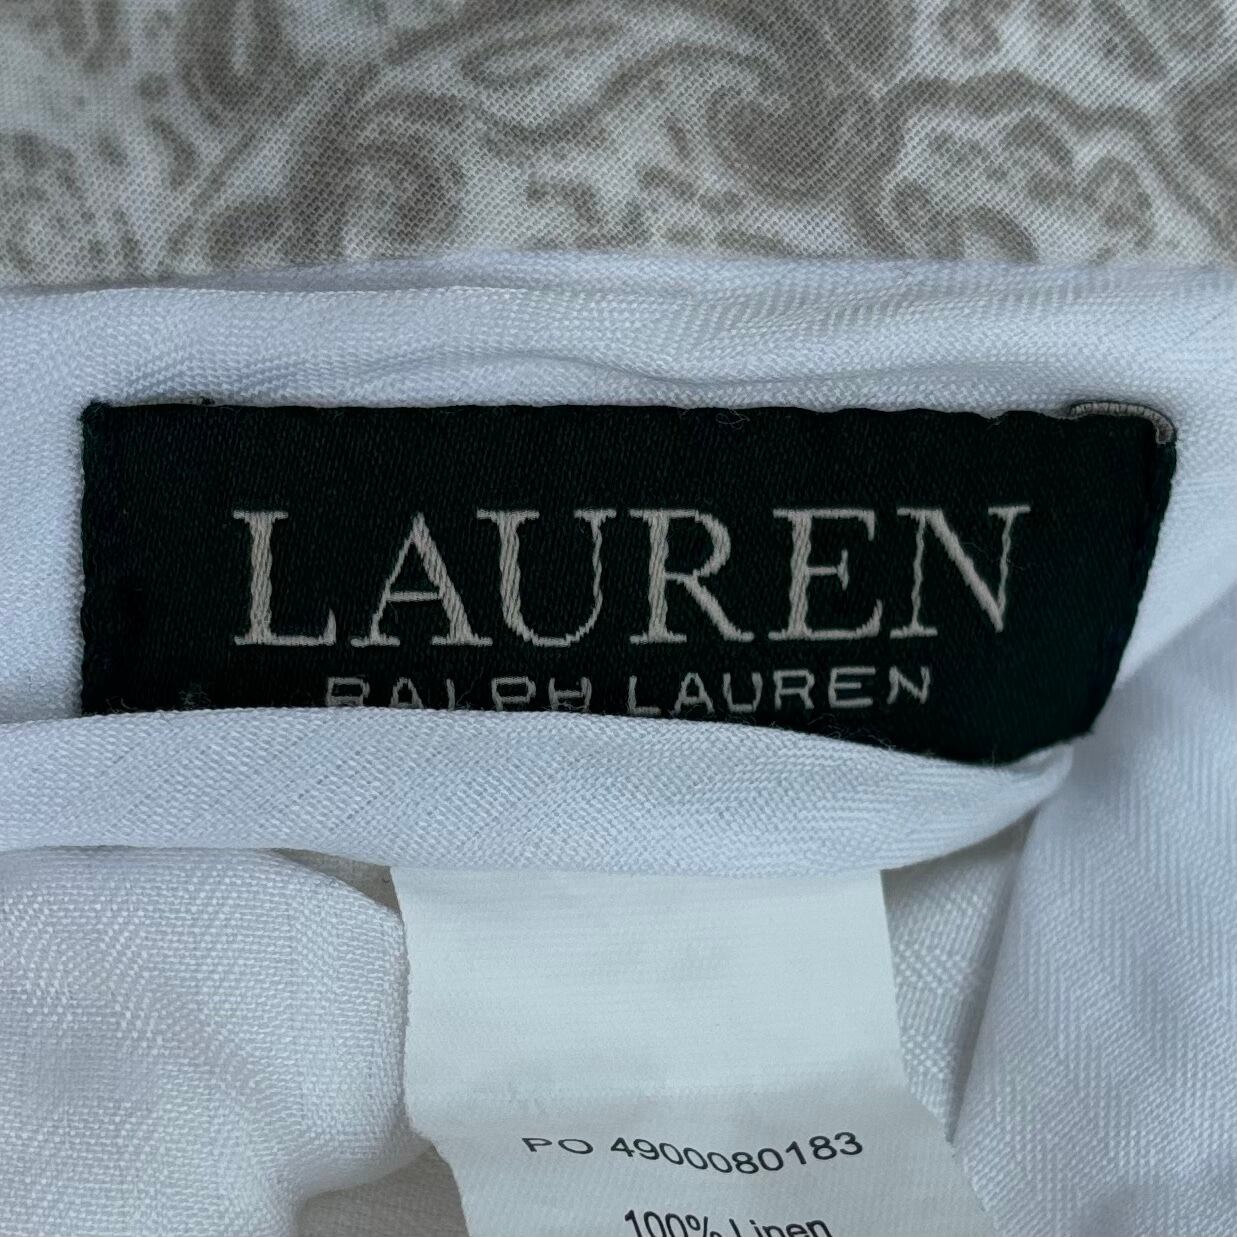 LAUREN
RALPH LAUREN
PO 4900080183
100% Linen